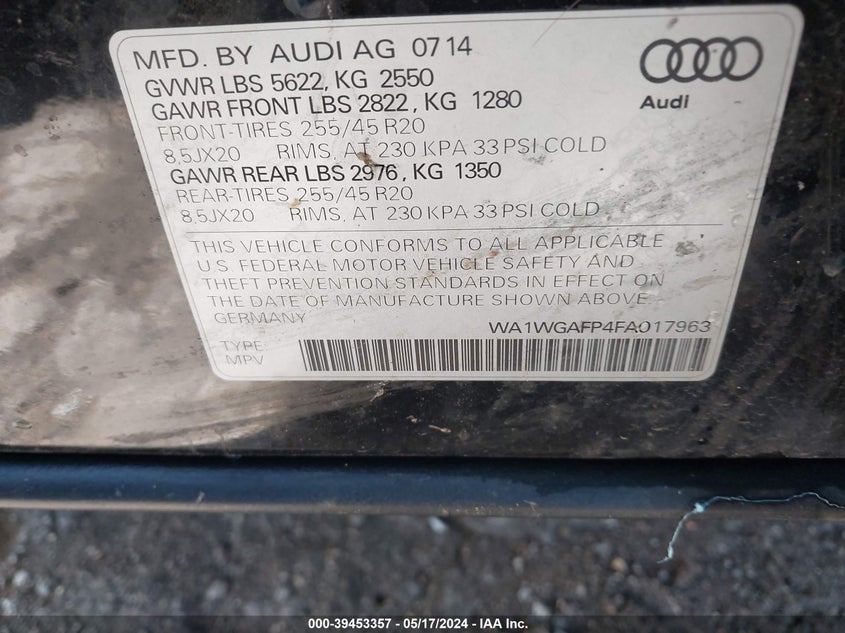 MFD. BY AUDI AG 07 14
GVWR LBS 5622, KG 2550
GAWR FRONT LBS 2822, KG 1280
FRONT-TIRES 255/45 R20
8,5JX20 RIMS, AT 230 KPA 33 PSI COLD
GAWR REAR LBS 2976, KG 1350
REAR-TIRES 255/45 R20
8,5JX20 RIMS, AT 230 KPA 33 PSI COLD
Audi
THIS VEHICLE CONFORMS TO ALL APPLICABLE
U.S. FEDERAL MOTOR VEHICLE SAFETY AND
THEFT PREVENTION STANDARDS IN EFFECT ON
THE DATE OF MANUFACTURE SHOWN ABOVE.
GERMANY
WA1WGAFP4FA017963
TYPE
MPV
000-39453357 - 05/17/2024 - IAA Inc.